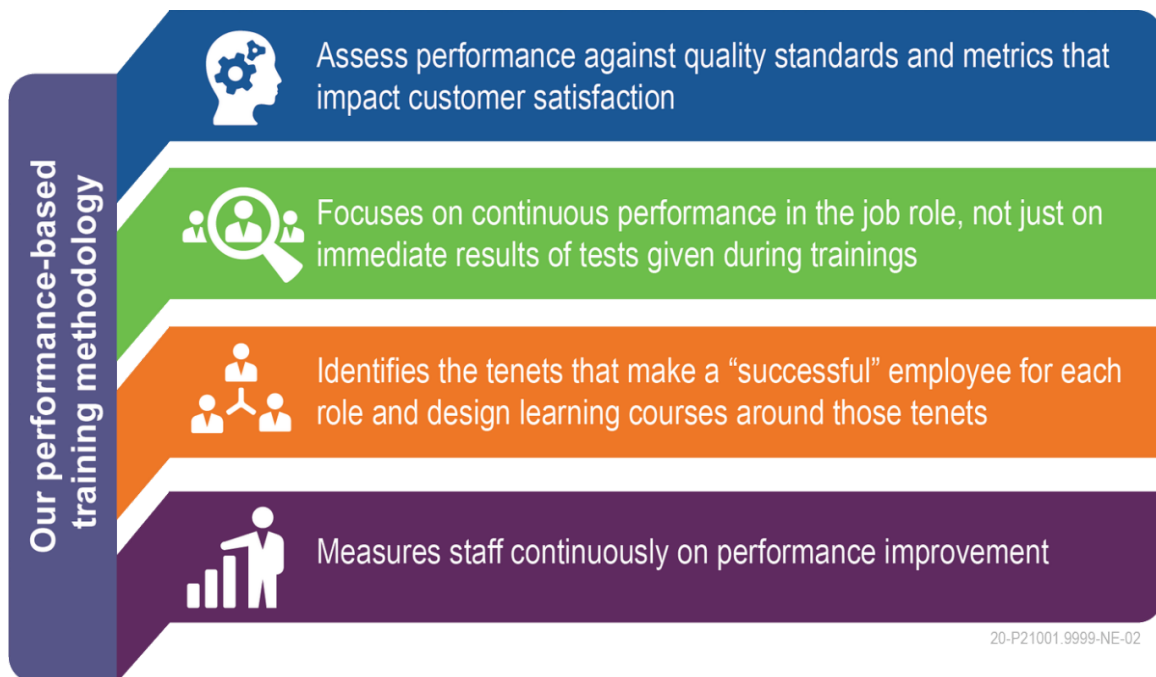 Our performance-based
training methodology
Assess performance against quality standards and metrics that
impact customer satisfaction
Focuses on continuous performance in the job role, not just on
immediate results of tests given during trainings
Identifies the tenets that make a “successful” employee for each
role and design learning courses around those tenets
Measures staff continuously on performance improvement
20-P21001.9999-NE-02